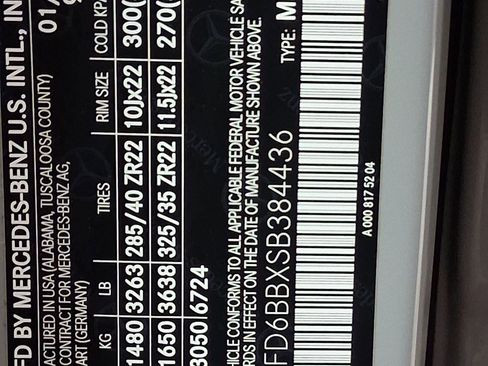 FD BY MERCEDES-BENZ U.S. INTL., IN
01/
ACTURED IN USA (ALABAMA, TUSCALOOSA COUNTY)
CONTRACT FOR MERCEDES-BENZ AG,
ART (GERMANY)
KG LB TIRES RIM SIZE COLD KP
1480 3263 285/40 ZR22 10Jx22 300(
1650 3638 325/35 ZR22 11.5Jx22 270(
3050/6724
HICLE CONFORMS TO ALL APPLICABLE FEDERAL MOTOR VEHICLE SA
RDS IN EFFECT ON THE DATE OF MANUFACTURE SHOWN ABOVE.
FD6BBXSB384436 TYPE: M
A 000 817 52 04